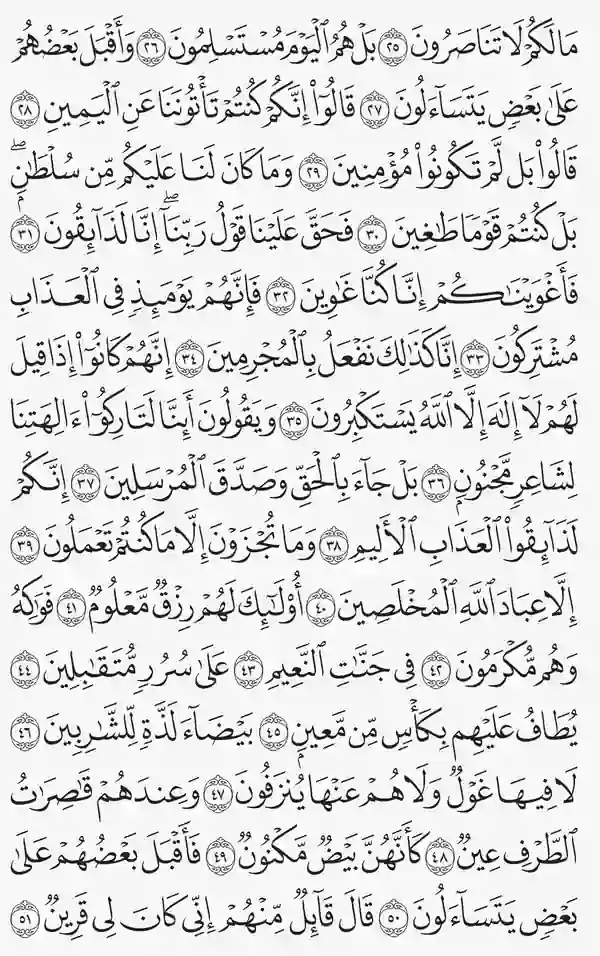 مَا لَكُمْ لَا تَنَاصَرُونَ ٢٥ بَلْ هُمُ ٱلْيَوْمَ مُسْتَسْلِمُونَ ٢٦ وَأَقْبَلَ بَعْضُهُمْ
عَلَىٰ بَعْضٍ يَتَسَآءَلُونَ ٢٧ قَالُوٓا۟ إِنَّكُمْ كُنتُمْ تَأْتُونَنَا عَنِ ٱلْيَمِينِ ٢٨
قَالُوا۟ بَل لَّمْ تَكُونُوا۟ مُؤْمِنِينَ ٢٩ وَمَا كَانَ لَنَا عَلَيْكُم مِّن سُلْطَٰنٍۭ ۖ
بَلْ كُنتُمْ قَوْمًا طَٰغِينَ ٣٠ فَحَقَّ عَلَيْنَا قَوْلُ رَبِّنَآ ۖ إِنَّا لَذَآئِقُونَ ٣١
فَأَغْوَيْنَٰكُمْ إِنَّا كُنَّا غَٰوِينَ ٣٢ فَإِنَّهُمْ يَوْمَئِذٍ فِى ٱلْعَذَابِ
مُشْتَرِكُونَ ٣٣ إِنَّا كَذَٰلِكَ نَفْعَلُ بِٱلْمُجْرِمِينَ ٣٤ إِنَّهُمْ كَانُوٓا۟ إِذَا قِيلَ
لَهُمْ لَآ إِلَٰهَ إِلَّا ٱللَّهُ يَسْتَكْبِرُونَ ٣٥ وَيَقُولُونَ أَئِنَّا لَتَارِكُوٓا۟ ءَالِهَتِنَا
لِشَاعِرٍ مَّجْنُونٍۭ ٣٦ بَلْ جَآءَ بِٱلْحَقِّ وَصَدَّقَ ٱلْمُرْسَلِينَ ٣٧ إِنَّكُمْ
لَذَآئِقُوا۟ ٱلْعَذَابِ ٱلْأَلِيمِ ٣٨ وَمَا تُجْزَوْنَ إِلَّا مَا كُنتُمْ تَعْمَلُونَ ٣٩
إِلَّا عِبَادَ ٱللَّهِ ٱلْمُخْلَصِينَ ٤٠ أُو۟لَٰٓئِكَ لَهُمْ رِزْقٌ مَّعْلُومٌ ٤١ فَوَٰكِهُ
وَهُم مُّكْرَمُونَ ٤٢ فِى جَنَّٰتِ ٱلنَّعِيمِ ٤٣ عَلَىٰ سُرُرٍ مُّتَقَٰبِلِينَ ٤٤
يُطَافُ عَلَيْهِم بِكَأْسٍ مِّن مَّعِينٍۭ ٤٥ بَيْضَآءَ لَذَّةٍ لِّلشَّٰرِبِينَ ٤٦
لَا فِيهَا غَوْلٌ وَلَا هُمْ عَنْهَا يُنزَفُونَ ٤٧ وَعِندَهُمْ قَٰصِرَٰتُ
ٱلطَّرْفِ عِينٌ ٤٨ كَأَنَّهُنَّ بَيْضٌ مَّكْنُونٌ ٤٩ فَأَقْبَلَ بَعْضُهُمْ عَلَىٰ
بَعْضٍ يَتَسَآءَلُونَ ٥٠ قَالَ قَآئِلٌ مِّنْهُمْ إِنِّى كَانَ لِى قَرِينٌ ٥١